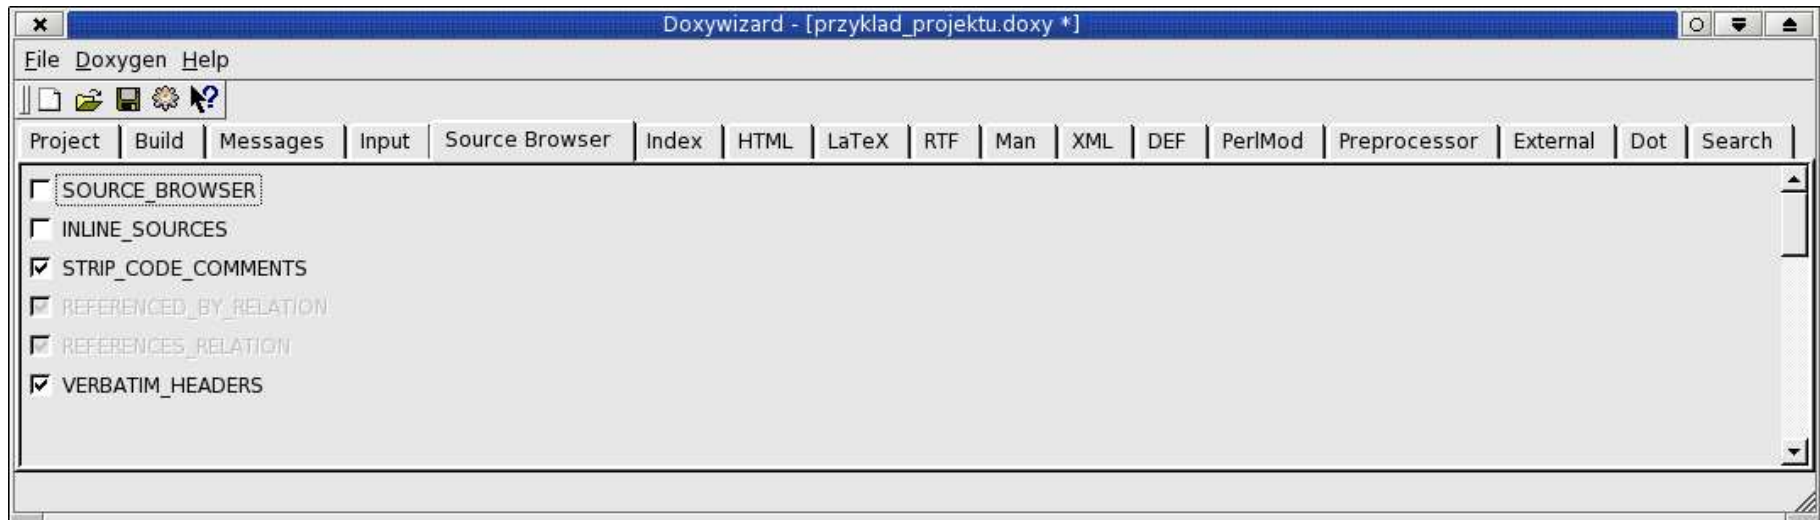 Doxywizard - [przyklad_projektu.doxy *]
File Doxygen Help
Project Build Messages Input Source Browser Index HTML LaTeX RTF Man XML DEF PerlMod Preprocessor External Dot Search
SOURCE_BROWSER
INLINE_SOURCES
STRIP_CODE_COMMENTS
REFERENCED_BY_RELATION
REFERENCES_RELATION
VERBATIM_HEADERS